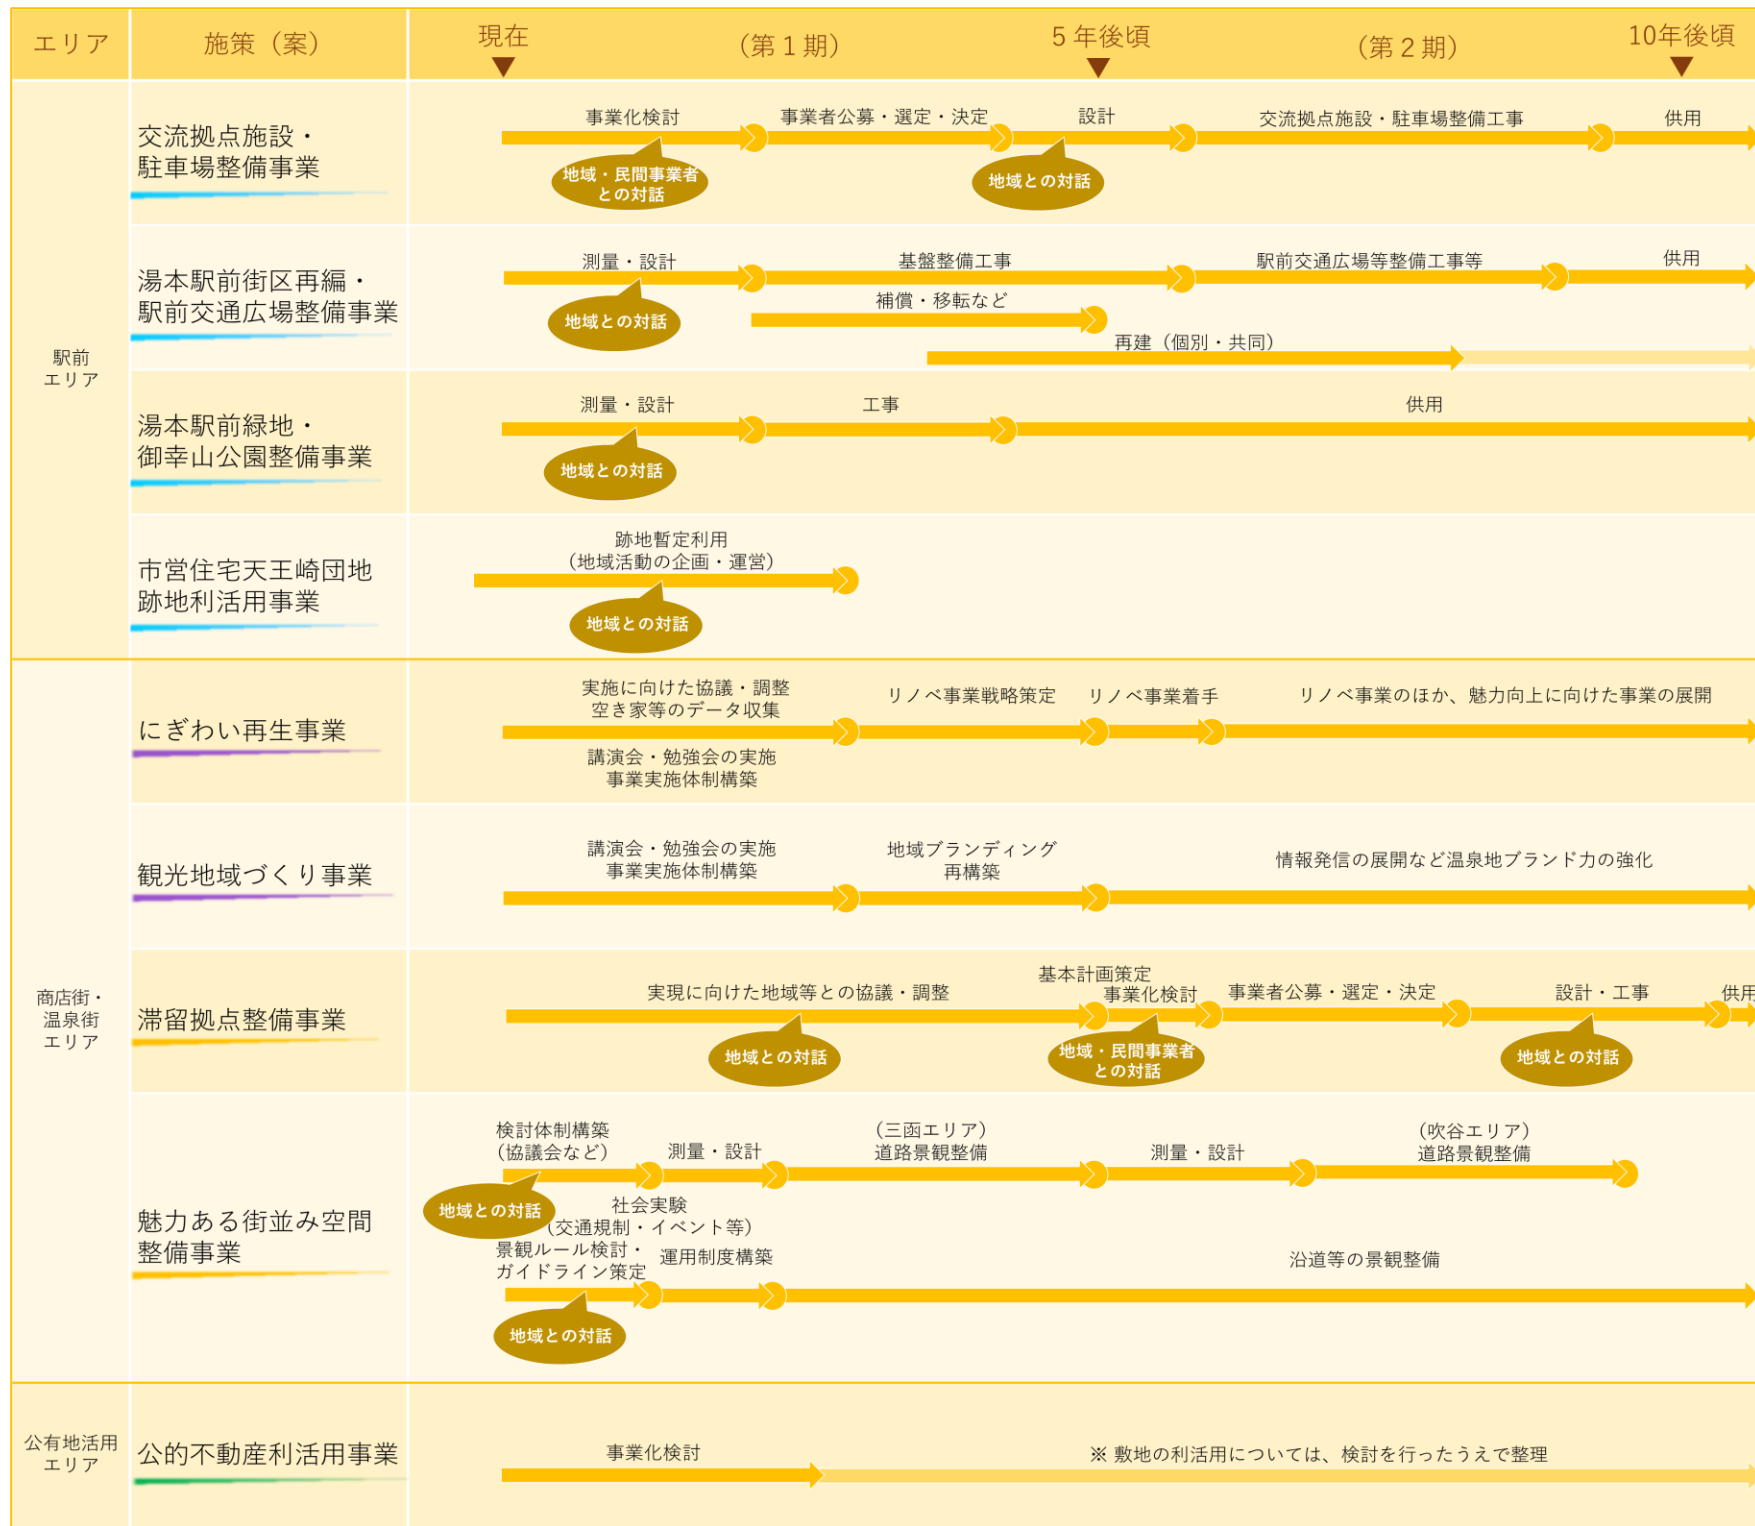 エリア
施策（案）
現在
（第１期）
５年後頃
（第２期）
10年後頃
駅前
エリア
交流拠点施設・
駐車場整備事業
事業化検討
事業者公募・選定・決定
設計
交流拠点施設・駐車場整備工事
供用
地域・民間事業者
との対話
地域との対話
湯本駅前街区再編・
駅前交通広場整備事業
測量・設計
基盤整備工事
駅前交通広場等整備工事等
供用
地域との対話
補償・移転など
再建（個別・共同）
湯本駅前緑地・
御幸山公園整備事業
測量・設計
工事
供用
地域との対話
市営住宅天王崎団地
跡地利活用事業
跡地暫定利用
（地域活動の企画・運営）
地域との対話
商店街・
温泉街
エリア
にぎわい再生事業
実施に向けた協議・調整
空き家等のデータ収集
講演会・勉強会の実施
事業実施体制構築
リノベ事業戦略策定
リノベ事業着手
リノベ事業のほか、魅力向上に向けた事業の展開
観光地域づくり事業
講演会・勉強会の実施
事業実施体制構築
地域ブランディング
再構築
情報発信の展開など温泉地ブランド力の強化
滞留拠点整備事業
実現に向けた地域等との協議・調整
基本計画策定
事業化検討
事業者公募・選定・決定
設計・工事
供用
地域との対話
地域・民間事業者
との対話
地域との対話
魅力ある街並み空間
整備事業
検討体制構築
（協議会など）
測量・設計
（三函エリア）
道路景観整備
測量・設計
（吹谷エリア）
道路景観整備
地域との対話
社会実験
（交通規制・イベント等）
景観ルール検討・
ガイドライン策定
運用制度構築
沿道等の景観整備
地域との対話
公有地活用
エリア
公的不動産利活用事業
事業化検討
※ 敷地の利活用については、検討を行ったうえで整理